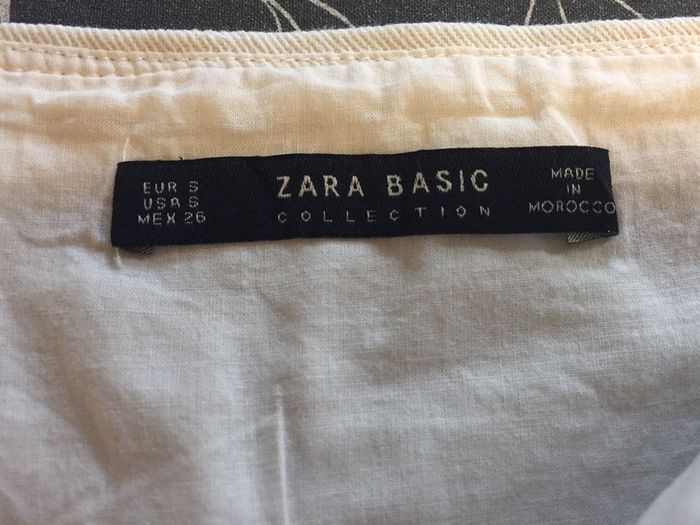 EUR S
USA S
MEX 26
ZARA BASIC
COLLECTION
MADE
IN
MOROCCO